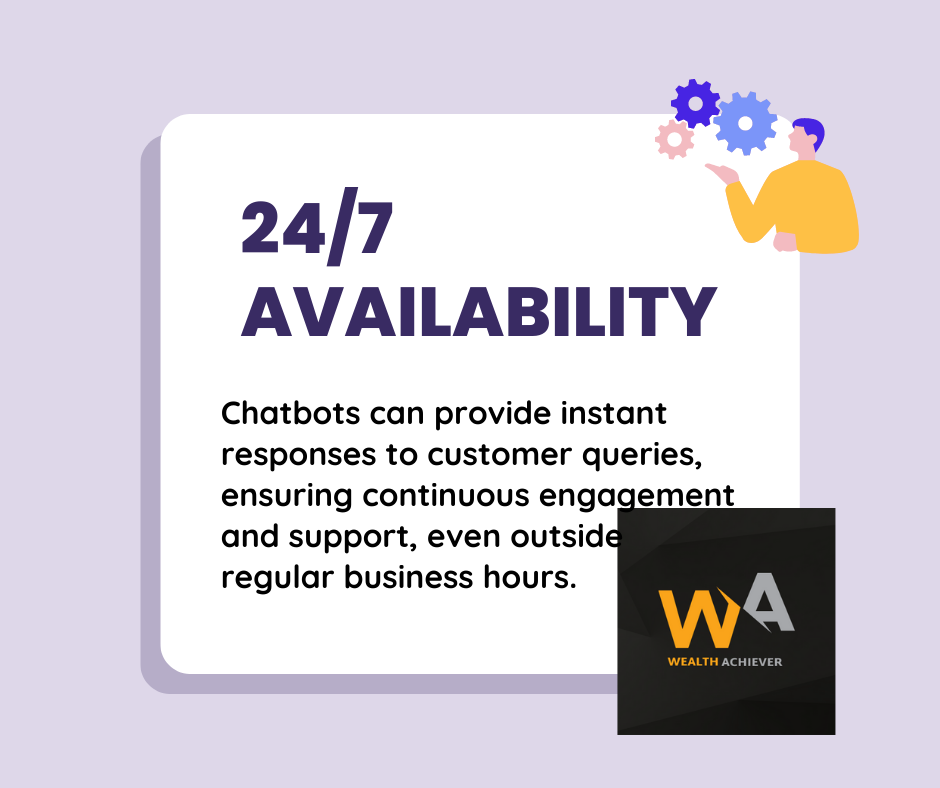 24/7
AVAILABILITY
Chatbots can provide instant
responses to customer queries,
ensuring continuous engagement
and support, even outside
regular business hours.
WA
WEALTH ACHIEVER